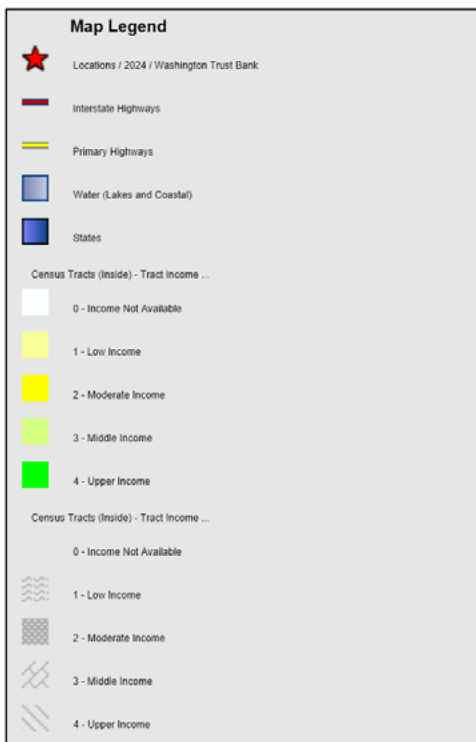 Map Legend
Locations / 2024 / Washington Trust Bank
Interstate Highways
Primary Highways
Water (Lakes and Coastal)
States
Census Tracts (Inside) - Tract Income ...
0 - Income Not Available
1 - Low Income
2 - Moderate Income
3 - Middle Income
4 - Upper Income
Census Tracts (Inside) - Tract Income ...
0 - Income Not Available
1 - Low Income
2 - Moderate Income
3 - Middle Income
4 - Upper Income